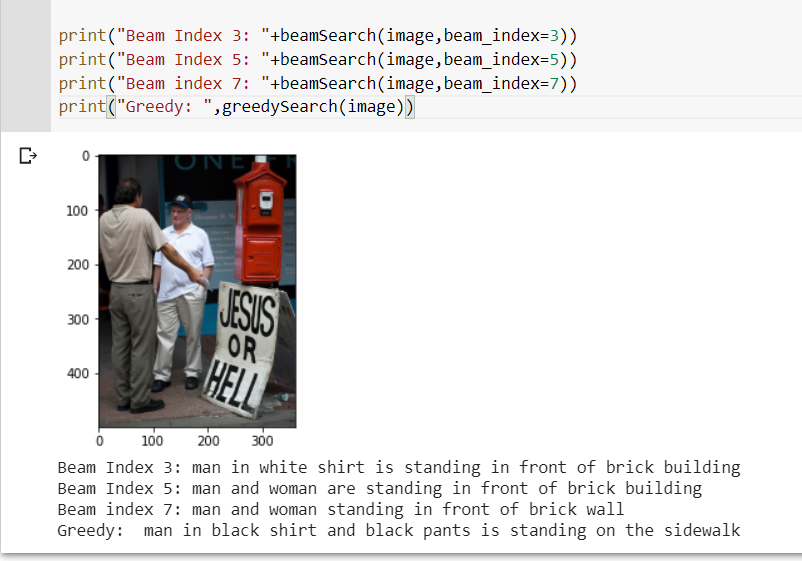 print("Beam Index 3: "+beamSearch(image,beam_index=3))
print("Beam Index 5: "+beamSearch(image,beam_index=5))
print("Beam index 7: "+beamSearch(image,beam_index=7))
print("Greedy: ",greedySearch(image))
0
100
200
300
400
0 100 200 300
JESUS
OR
HELL
Beam Index 3: man in white shirt is standing in front of brick building
Beam Index 5: man and woman are standing in front of brick building
Beam index 7: man and woman standing in front of brick wall
Greedy:  man in black shirt and black pants is standing on the sidewalk